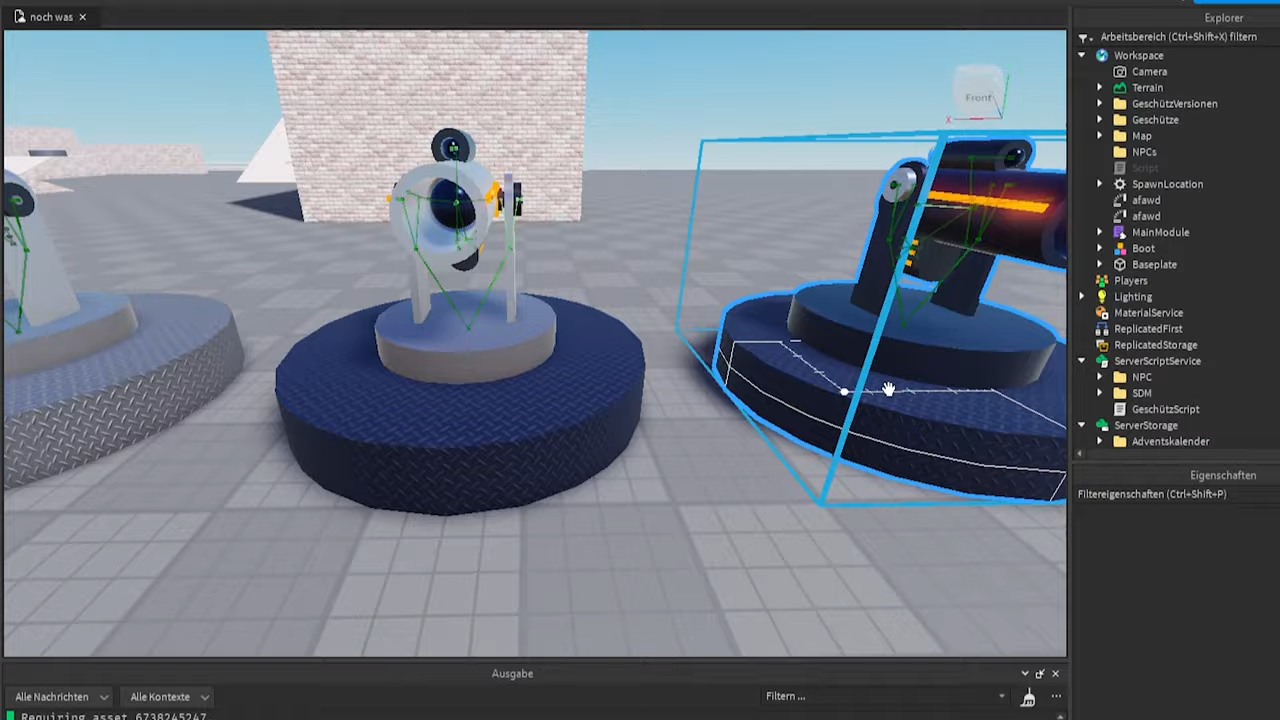 noch was
Explorer
Arbeitsbereich (Ctrl+Shift+X) filtern
Workspace
Camera
Terrain
GeschützVersionen
Geschütze
Map
NPCs
Script
SpawnLocation
afawd
afawd
MainModule
Boot
Baseplate
Players
Lighting
MaterialService
ReplicatedFirst
ReplicatedStorage
ServerScriptService
NPC
SDM
GeschützScript
ServerStorage
Adventskalender
Front
X
Eigenschaften
Filtereigenschaften (Ctrl+Shift+P)
Ausgabe
Alle Nachrichten
Alle Kontexte
Filtern ...
Requiring asset 6738245247